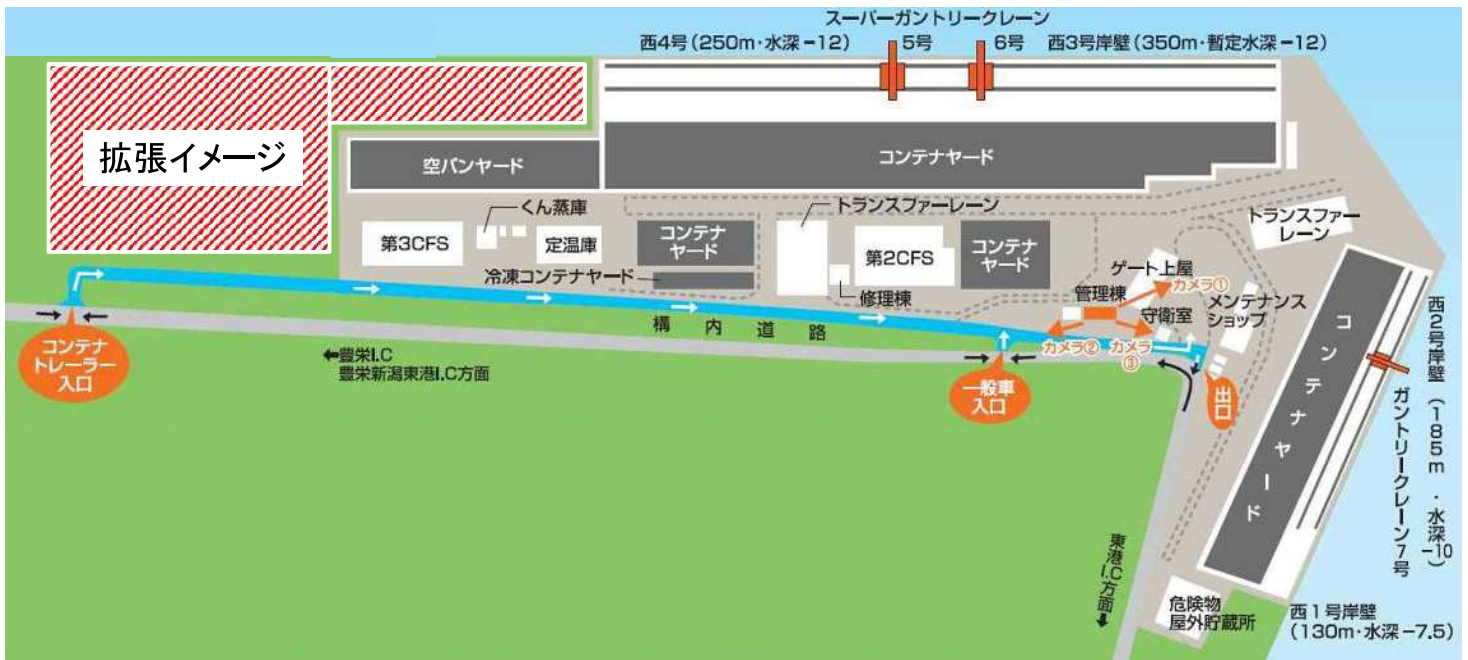 スーパーガントリークレーン
西4号(250m・水深−12)
5号
6号
西3号岸壁(350m・暫定水深−12)
拡張イメージ
空バンヤード
コンテナヤード
くん蒸庫
トランスファーレーン
トランスファー
レーン
第3CFS
定温庫
コンテナ
ヤード
第2CFS
コンテナ
ヤード
冷凍コンテナヤード
修理棟
ゲート上屋
カメラ①
管理棟
守衛室
メンテナンス
ショップ
カメラ②
カメラ
③
構内道路
コンテナ
トレーラー
入口
←豊栄I.C
豊栄新潟東港I.C方面
一般車
入口
出口
コンテナヤード
西2号岸壁(185m・水深−10)
ガントリークレーン7号
東港I.C方面
危険物
屋外貯蔵所
西1号岸壁
(130m・水深−7.5)